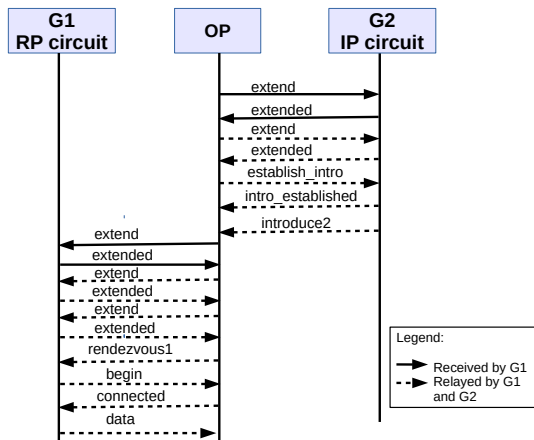 G1
RP circuit
OP
G2
IP circuit
extend
extended
extend
extended
establish_intro
intro_established
introduce2
extend
extended
extend
extended
extend
extended
rendezvous1
begin
connected
data
Legend:
Received by G1
Relayed by G1
and G2